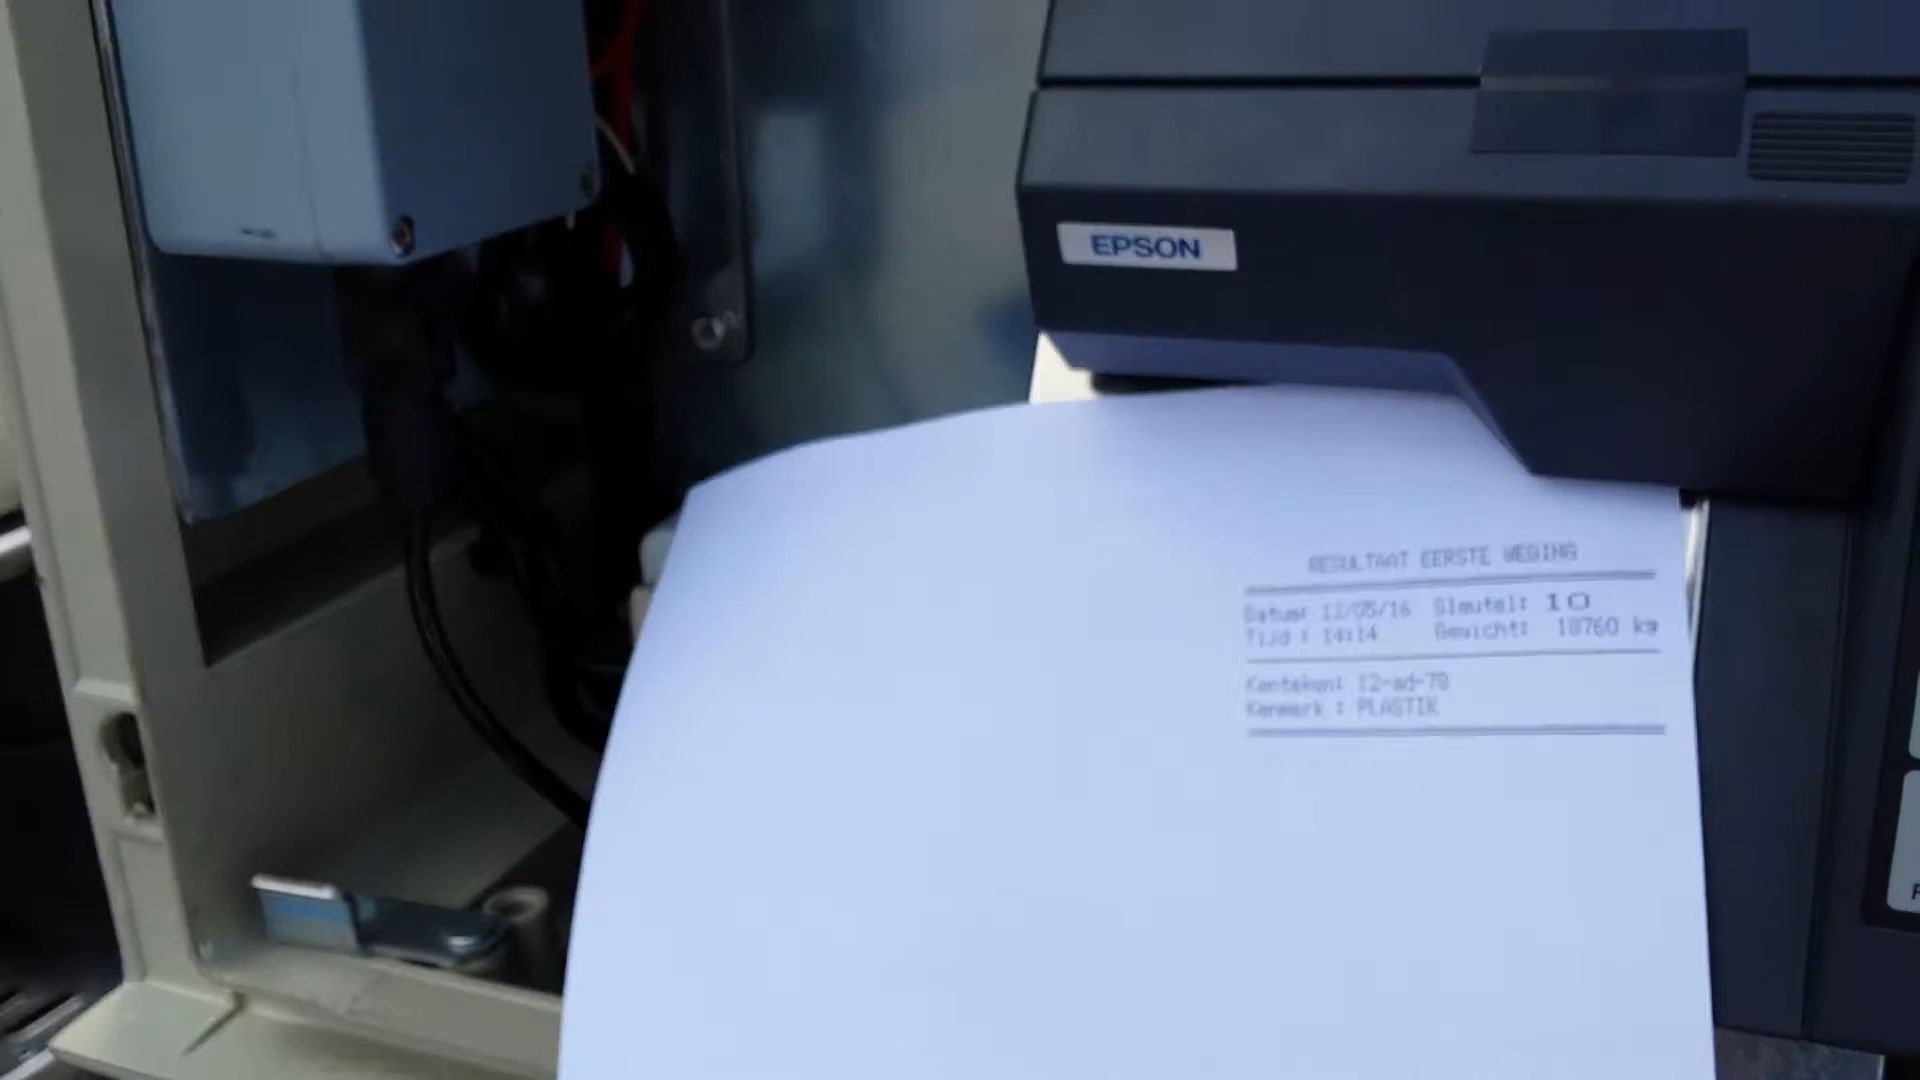 EPSON
RESULTAAT EERSTE WEGING
Datum: 12/05/16 Sleutel: 10
Tijd : 14:14 Gewicht: 18760 kg
Kenteken: 12-ad-78
Kenmerk : PLASTIK